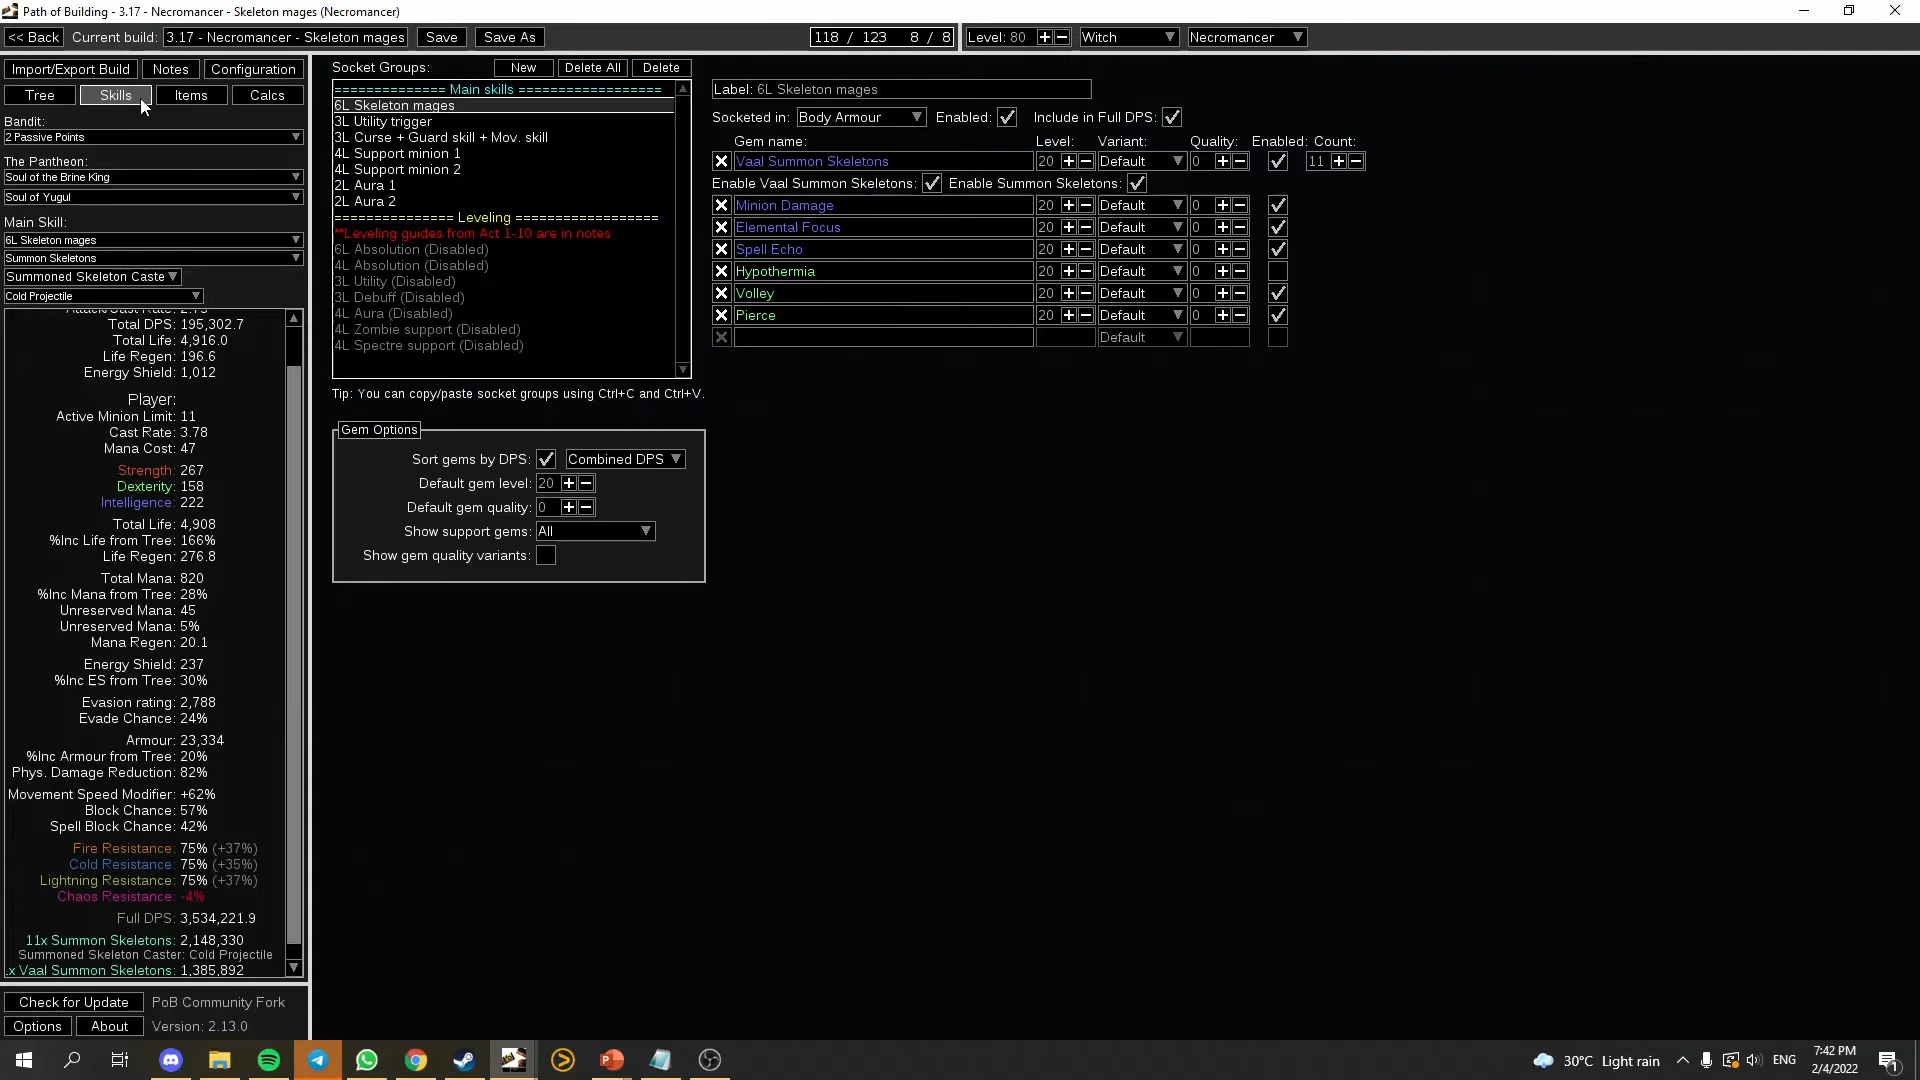 Path of Building - 3.17 - Necromancer - Skeleton mages (Necromancer)
<< Back Current build: 3.17 - Necromancer - Skeleton mages Save Save As 118 / 123 8 / 8 Level: 80 Witch Necromancer
Import/Export Build Notes Configuration
Tree Skills Items Calcs
Bandit:
2 Passive Points
The Pantheon:
Soul of the Brine King
Soul of Yugul
Main Skill:
6L Skeleton mages
Summon Skeletons
Summoned Skeleton Caste
Cold Projectile
Attack/Cast Rate: 2.75
Total DPS: 195,302.7
Total Life: 4,916.0
Life Regen: 196.6
Energy Shield: 1,012
Player:
Active Minion Limit: 11
Cast Rate: 3.78
Mana Cost: 47
Strength: 267
Dexterity: 158
Intelligence: 222
Total Life: 4,908
%Inc Life from Tree: 166%
Life Regen: 276.8
Total Mana: 820
%Inc Mana from Tree: 28%
Unreserved Mana: 45
Unreserved Mana: 5%
Mana Regen: 20.1
Energy Shield: 237
%Inc ES from Tree: 30%
Evasion rating: 2,788
Evade Chance: 24%
Armour: 23,334
%Inc Armour from Tree: 20%
Phys. Damage Reduction: 82%
Movement Speed Modifier: +62%
Block Chance: 57%
Spell Block Chance: 42%
Fire Resistance: 75% (+37%)
Cold Resistance: 75% (+35%)
Lightning Resistance: 75% (+37%)
Chaos Resistance: -4%
Full DPS: 3,534,221.9
11x Summon Skeletons: 2,148,330
Summoned Skeleton Caster: Cold Projectile
.x Vaal Summon Skeletons: 1,385,892
Check for Update PoB Community Fork
Options About Version: 2.13.0
Socket Groups: New Delete All Delete
============== Main skills ==================
6L Skeleton mages
3L Utility trigger
3L Curse + Guard skill + Mov. skill
4L Support minion 1
4L Support minion 2
2L Aura 1
2L Aura 2
=============== Leveling ==================
**Leveling guides from Act 1-10 are in notes
6L Absolution (Disabled)
4L Absolution (Disabled)
3L Utility (Disabled)
3L Debuff (Disabled)
4L Aura (Disabled)
4L Zombie support (Disabled)
4L Spectre support (Disabled)
Tip: You can copy/paste socket groups using Ctrl+C and Ctrl+V.
Gem Options
Sort gems by DPS: Combined DPS
Default gem level: 20
Default gem quality: 0
Show support gems: All
Show gem quality variants:
Label: 6L Skeleton mages
Socketed in: Body Armour Enabled: Include in Full DPS:
Gem name: Level: Variant: Quality: Enabled: Count:
Vaal Summon Skeletons 20 Default 0 11
Enable Vaal Summon Skeletons: Enable Summon Skeletons:
Minion Damage 20 Default 0
Elemental Focus 20 Default 0
Spell Echo 20 Default 0
Hypothermia 20 Default 0
Volley 20 Default 0
Pierce 20 Default 0
Default
30°C Light rain ENG 7:42 PM
2/4/2022
1